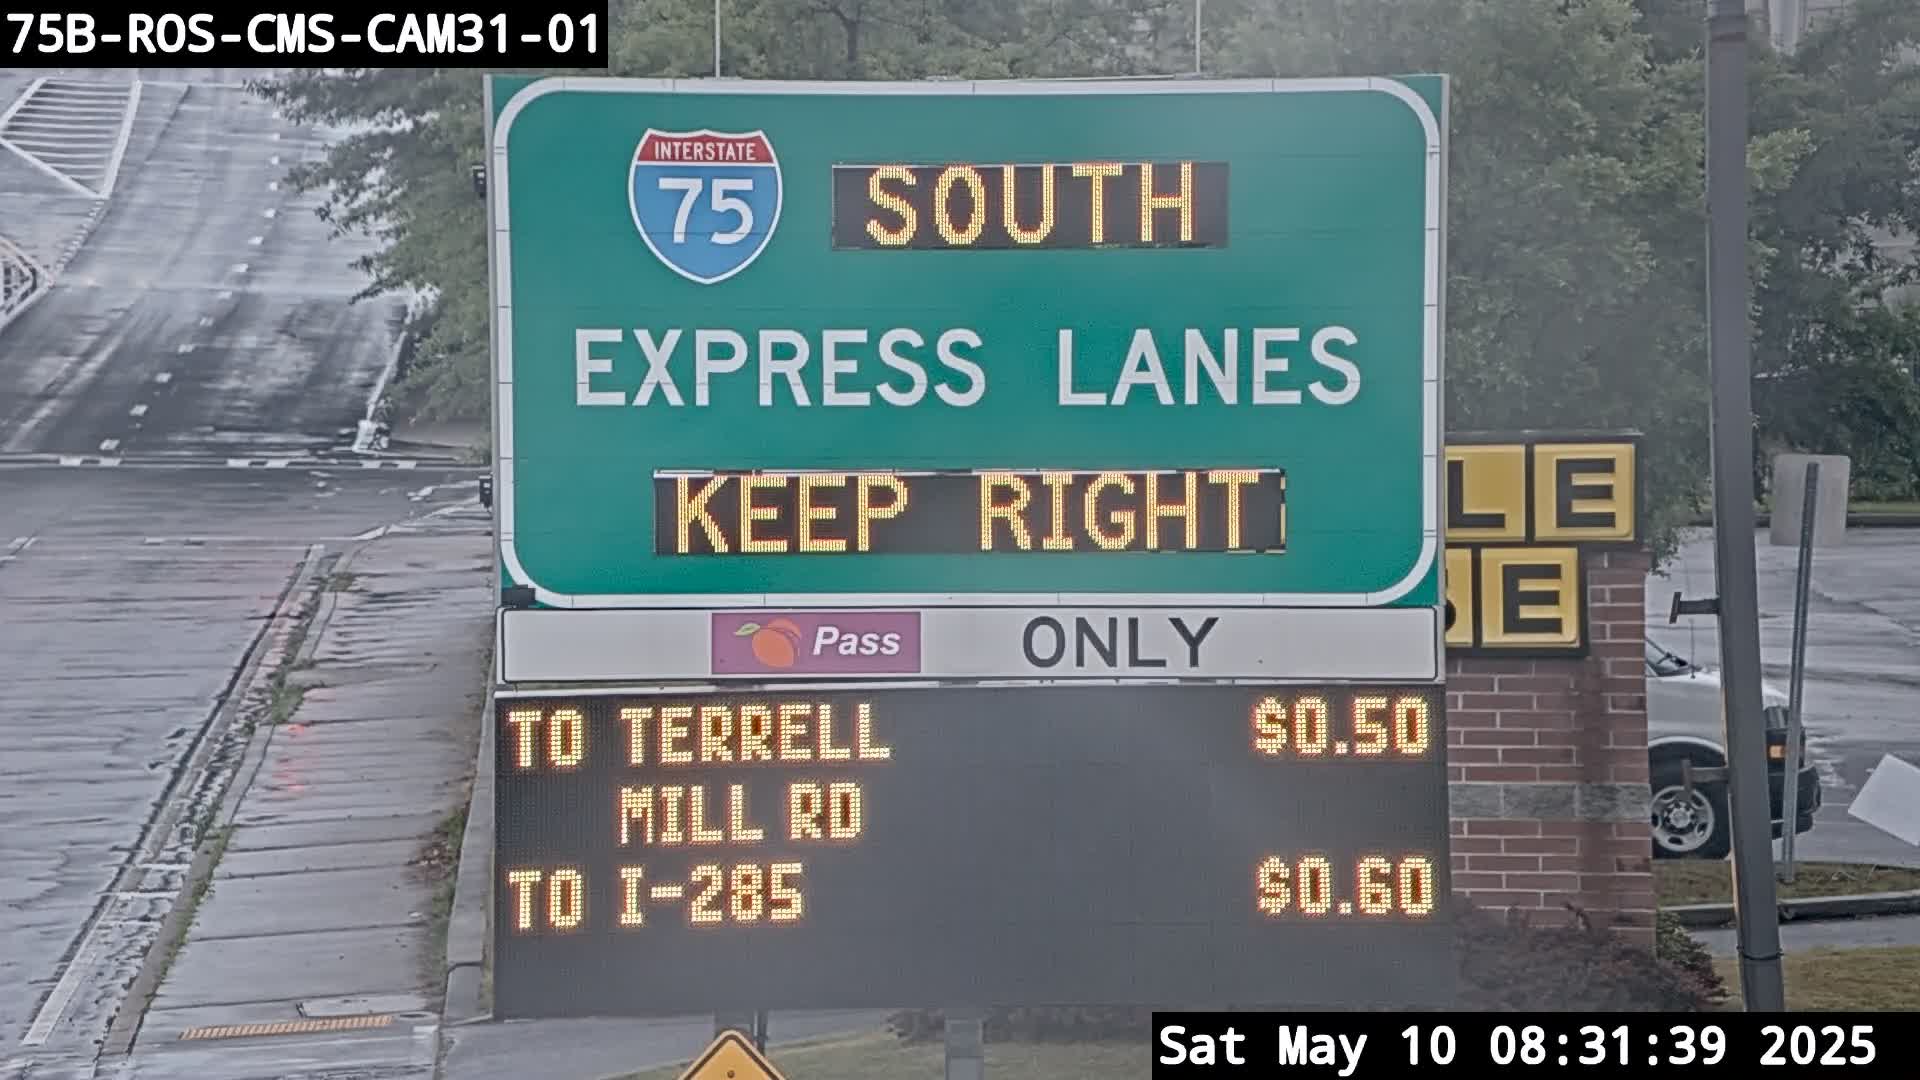 75B-ROS-CMS-CAM31-01
INTERSTATE
75
SOUTH
EXPRESS LANES
KEEP RIGHT
Pass ONLY
TO TERRELL $0.50
MILL RD
TO I-285 $0.60
LE
E
Sat May 10 08:31:39 2025